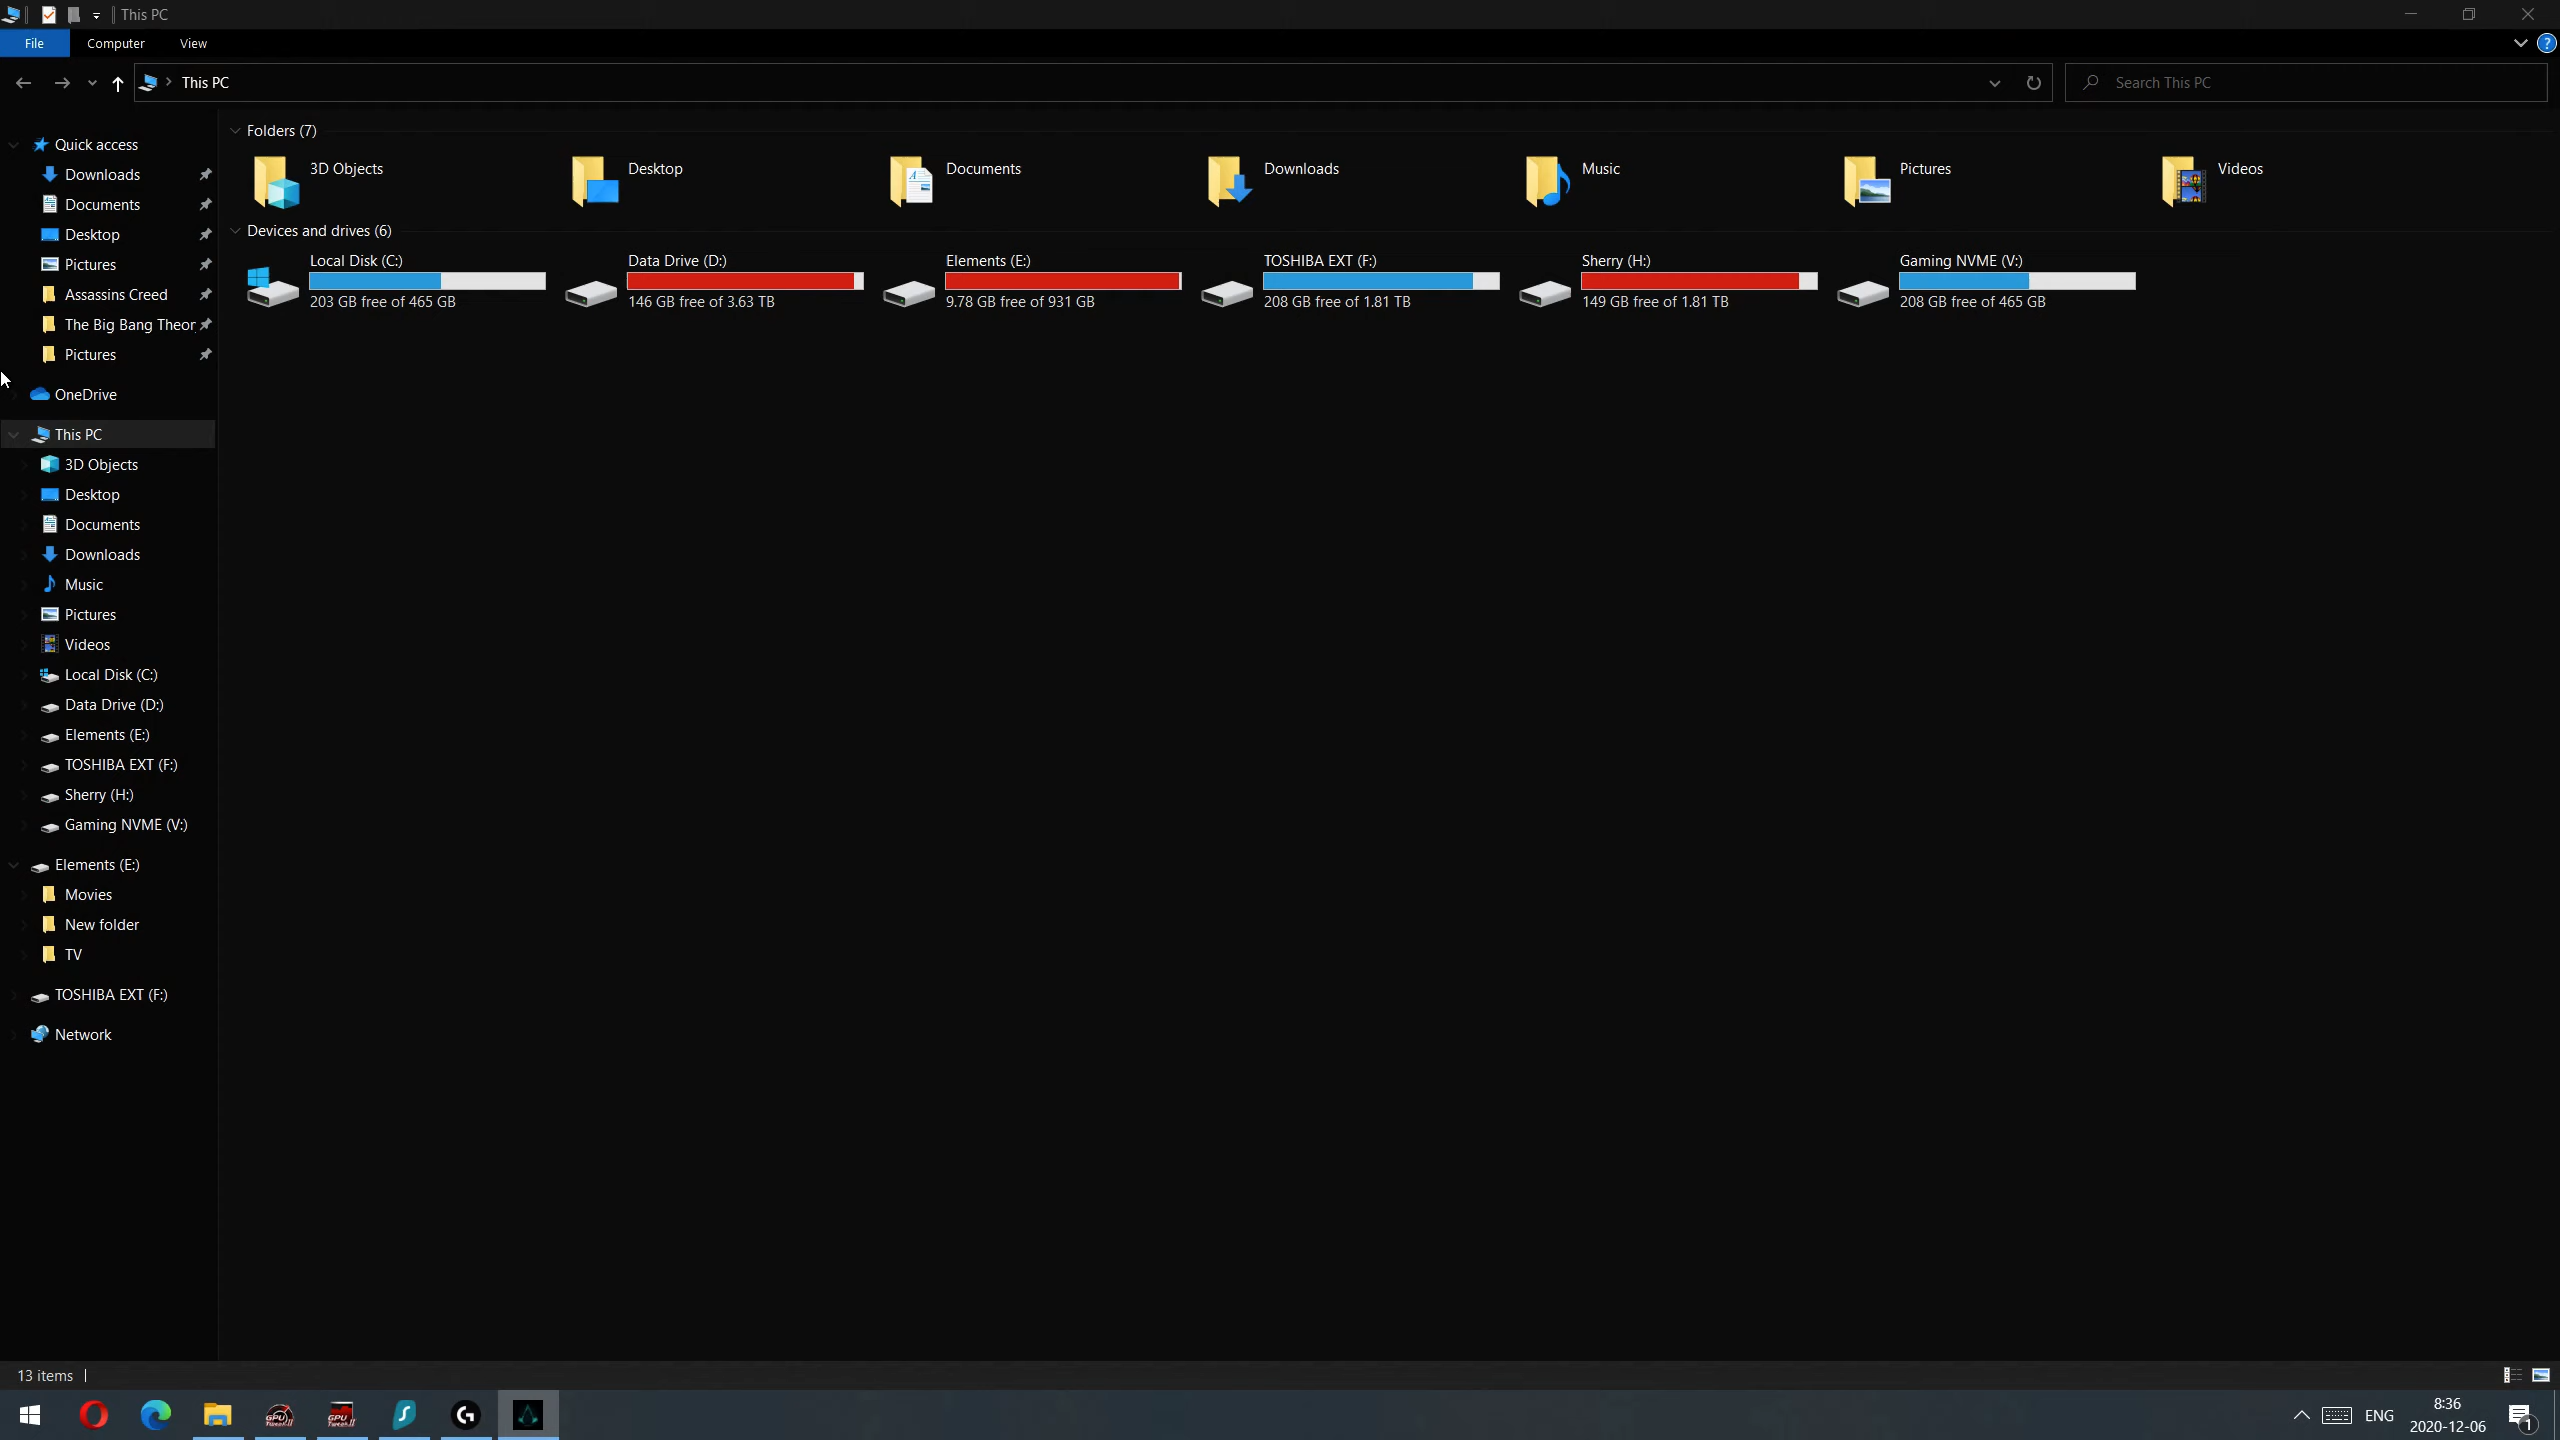 This PC
File Computer View
This PC
Search This PC
Quick access
Downloads
Documents
Desktop
Pictures
Assassins Creed
The Big Bang Theor
Pictures
OneDrive
This PC
3D Objects
Desktop
Documents
Downloads
Music
Pictures
Videos
Local Disk (C:)
Data Drive (D:)
Elements (E:)
TOSHIBA EXT (F:)
Sherry (H:)
Gaming NVME (V:)
Elements (E:)
Movies
New folder
TV
TOSHIBA EXT (F:)
Network
Folders (7)
3D Objects
Desktop
Documents
Downloads
Music
Pictures
Videos
Devices and drives (6)
Local Disk (C:)
203 GB free of 465 GB
Data Drive (D:)
146 GB free of 3.63 TB
Elements (E:)
9.78 GB free of 931 GB
TOSHIBA EXT (F:)
208 GB free of 1.81 TB
Sherry (H:)
149 GB free of 1.81 TB
Gaming NVME (V:)
208 GB free of 465 GB
13 items
ENG
8:36
2020-12-06
1